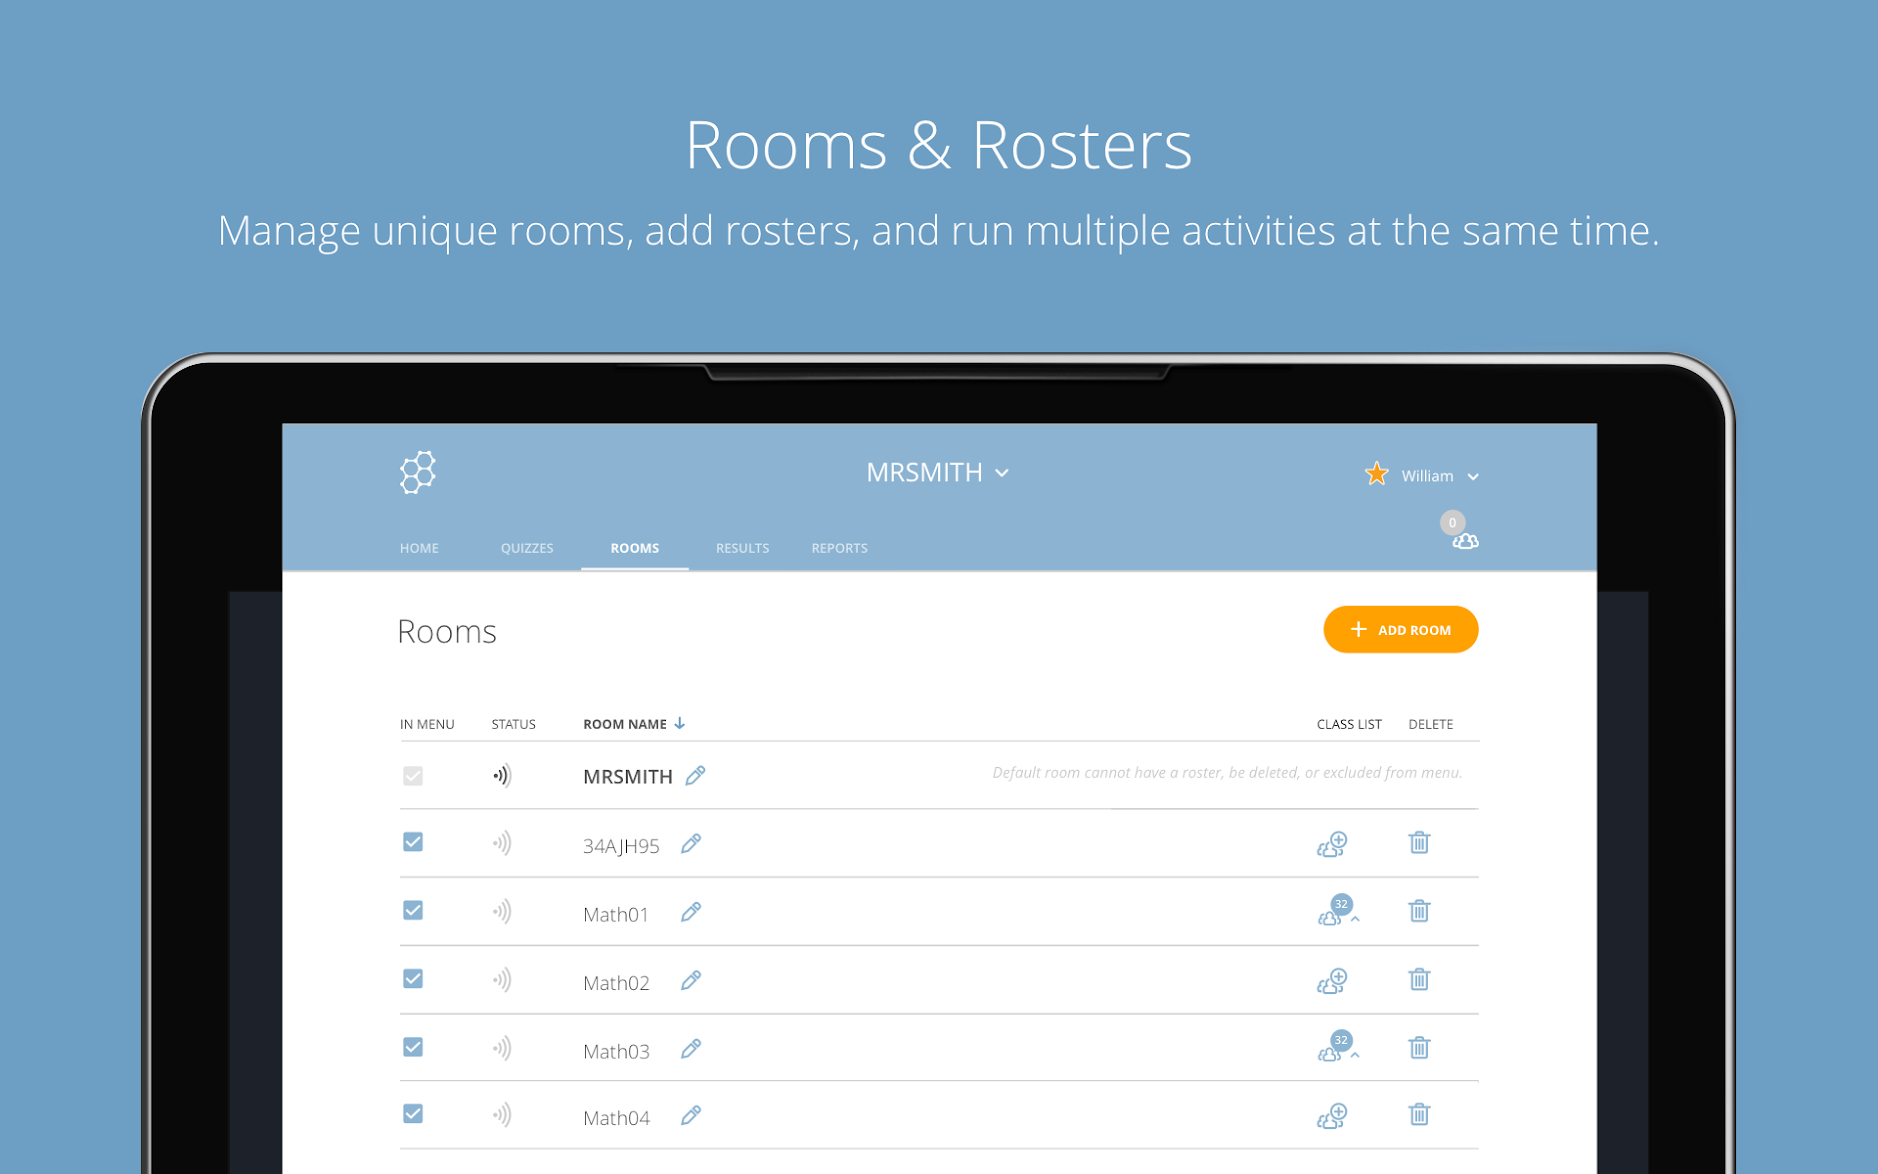 Rooms & Rosters
Manage unique rooms, add rosters, and run multiple activities at the same time.
MRSMITH
William
0
HOME QUIZZES ROOMS RESULTS REPORTS
Rooms
ADD ROOM
IN MENU STATUS ROOM NAME CLASS LIST DELETE
MRSMITH Default room cannot have a roster, be deleted, or excluded from menu.
34AJH95
Math01 32
Math02
Math03 32
Math04